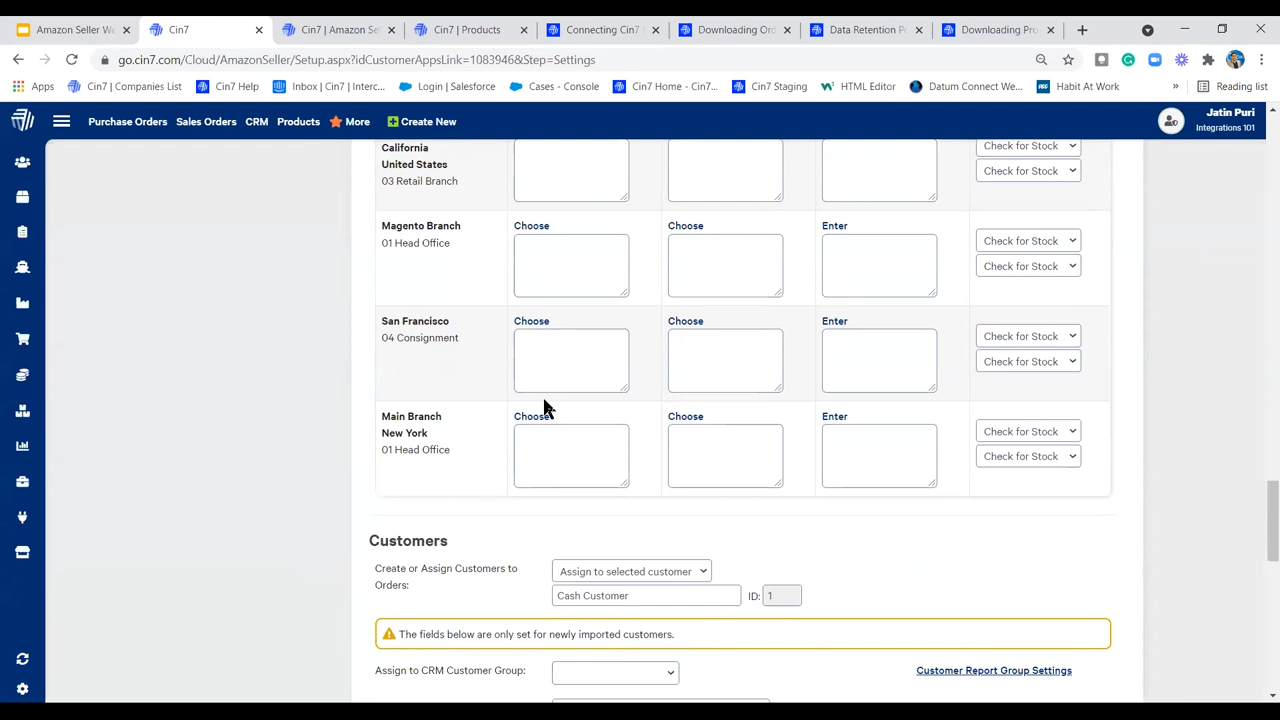 Amazon Seller W
Cin7
Cin7 | Amazon Se
Cin7 | Products
Connecting Cin7
Downloading Ord
Data Retention P
Downloading Pro
go.cin7.com/Cloud/AmazonSeller/Setup.aspx?idCustomerAppsLink=1133946&Step=Settings
Apps
Cin7 | Companies List
Cin7 Help
Inbox | Cin7 | Interc...
Login | Salesforce
Cases - Console
Cin7 Home - Cin7...
Cin7 Staging
HTML Editor
Datum Connect We...
Habit At Work
»
Reading list
Purchase Orders
Sales Orders
CRM
Products
More
Create New
Jatin Puri
Integrations 101
California
United States
03 Retail Branch
Check for Stock
Check for Stock
Magento Branch
01 Head Office
Choose
Choose
Enter
Check for Stock
Check for Stock
San Francisco
04 Consignment
Choose
Choose
Enter
Check for Stock
Check for Stock
Main Branch
New York
01 Head Office
Choose
Choose
Enter
Check for Stock
Check for Stock
Customers
Create or Assign Customers to
Orders:
Assign to selected customer
Cash Customer
ID:
1
The fields below are only set for newly imported customers.
Assign to CRM Customer Group:
Customer Report Group Settings